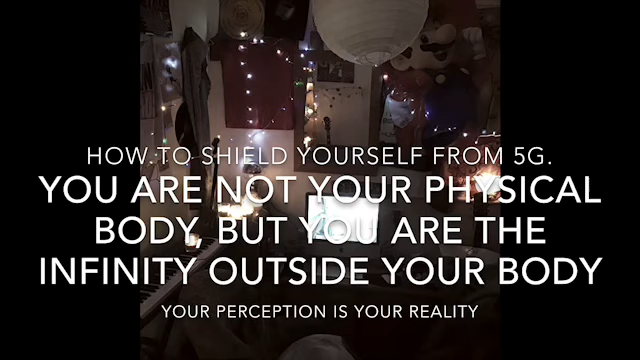 HOW TO SHIELD YOURSELF FROM 5G.
YOU ARE NOT YOUR PHYSICAL
BODY, BUT YOU ARE THE
INFINITY OUTSIDE YOUR BODY
YOUR PERCEPTION IS YOUR REALITY